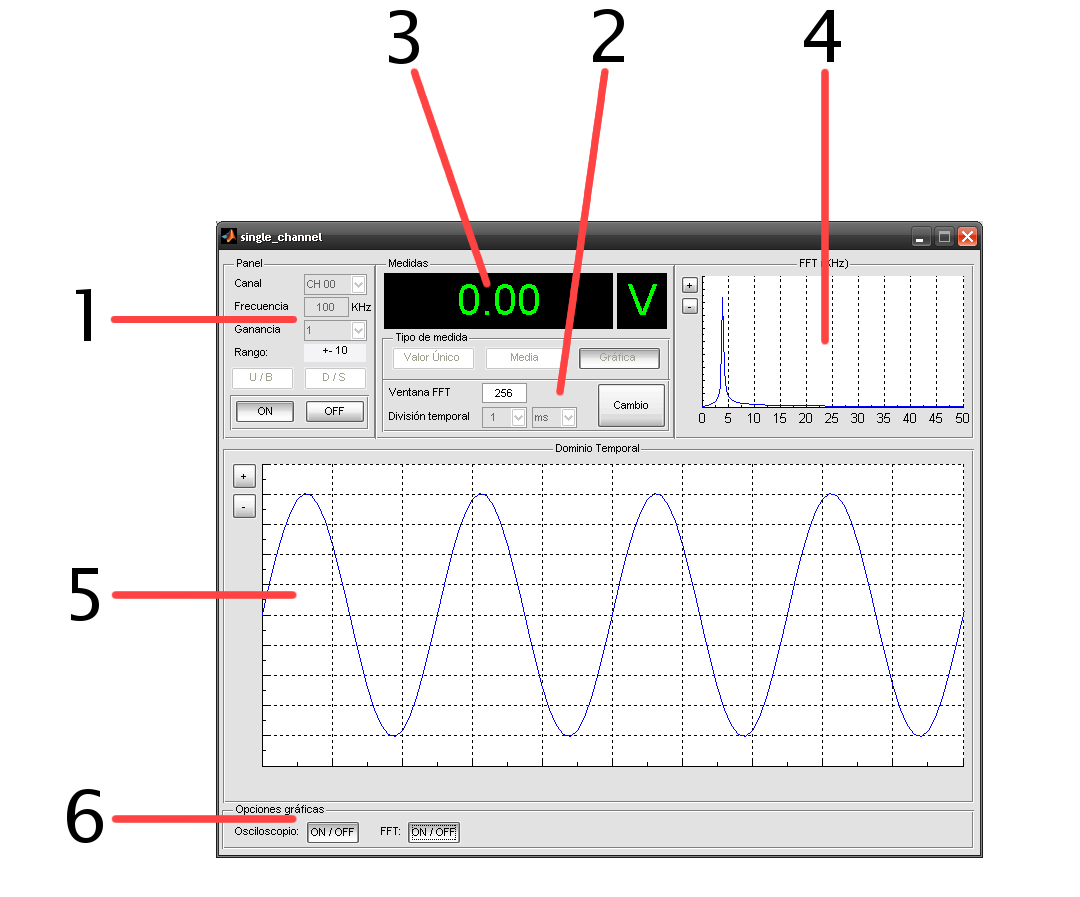 3 2 4
single_channel
Panel
Medidas
FFT (KHz)
1
Canal CH 00
Frecuencia 100 KHz
Ganancia 1
Rango: +- 10
U / B D / S
ON OFF
0.00 V
Tipo de medida
Valor Único Media Gráfica
Ventana FFT 256
División temporal 1 ms
Cambio
+
-
0 5 10 15 20 25 30 35 40 45 50
Dominio Temporal
+
-
5
6
Opciones gráficas
Osciloscopio: ON / OFF FFT: ON / OFF